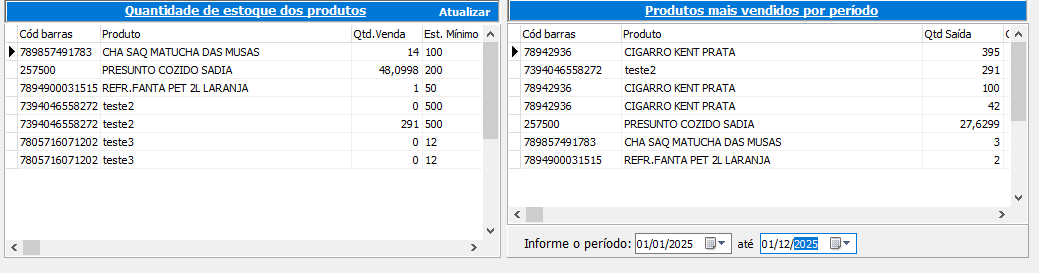 Quantidade de estoque dos produtos Atualizar
Cód barras Produto Qtd.Venda Est. Mínimo
789857491783 CHA SAQ MATUCHA DAS MUSAS 14 100
257500 PRESUNTO COZIDO SADIA 48,0998 200
7894900031515 REFR.FANTA PET 2L LARANJA 1 50
7394046558272 teste2 0 500
7394046558272 teste2 291 500
7805716071202 teste3 0 12
7805716071202 teste3 0 12
Produtos mais vendidos por período
Cód barras Produto Qtd Saída
78942936 CIGARRO KENT PRATA 395
7394046558272 teste2 291
78942936 CIGARRO KENT PRATA 100
78942936 CIGARRO KENT PRATA 42
257500 PRESUNTO COZIDO SADIA 27,6299
789857491783 CHA SAQ MATUCHA DAS MUSAS 3
7894900031515 REFR.FANTA PET 2L LARANJA 2
Informe o período: 01/01/2025 até 01/12/2025